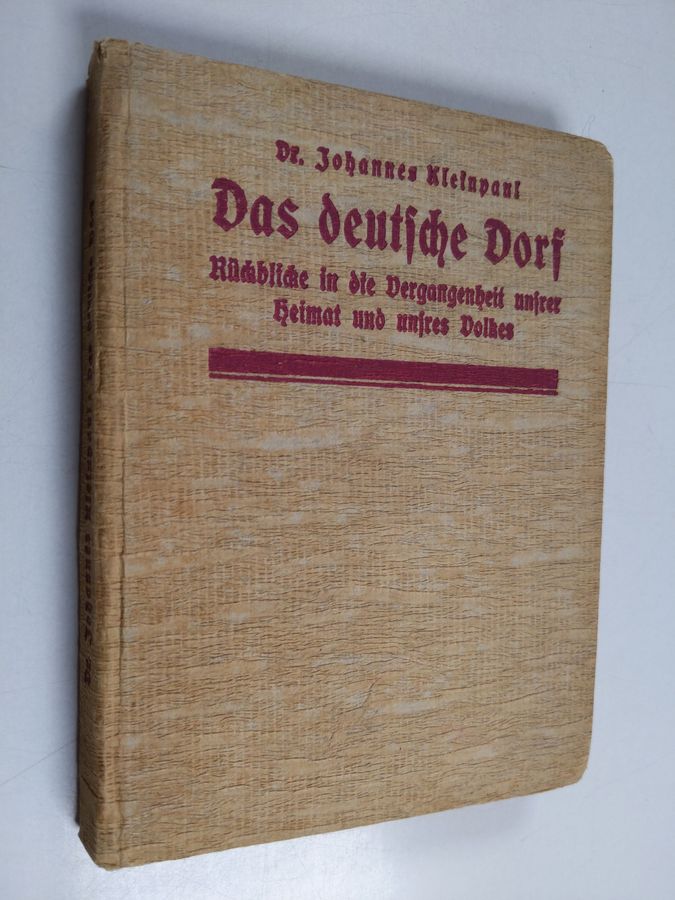 Dr. Johannes Kleinpaul
Das deutsche Dorf
Rückblicke in die Vergangenheit unsrer
Heimat und unsres Volkes